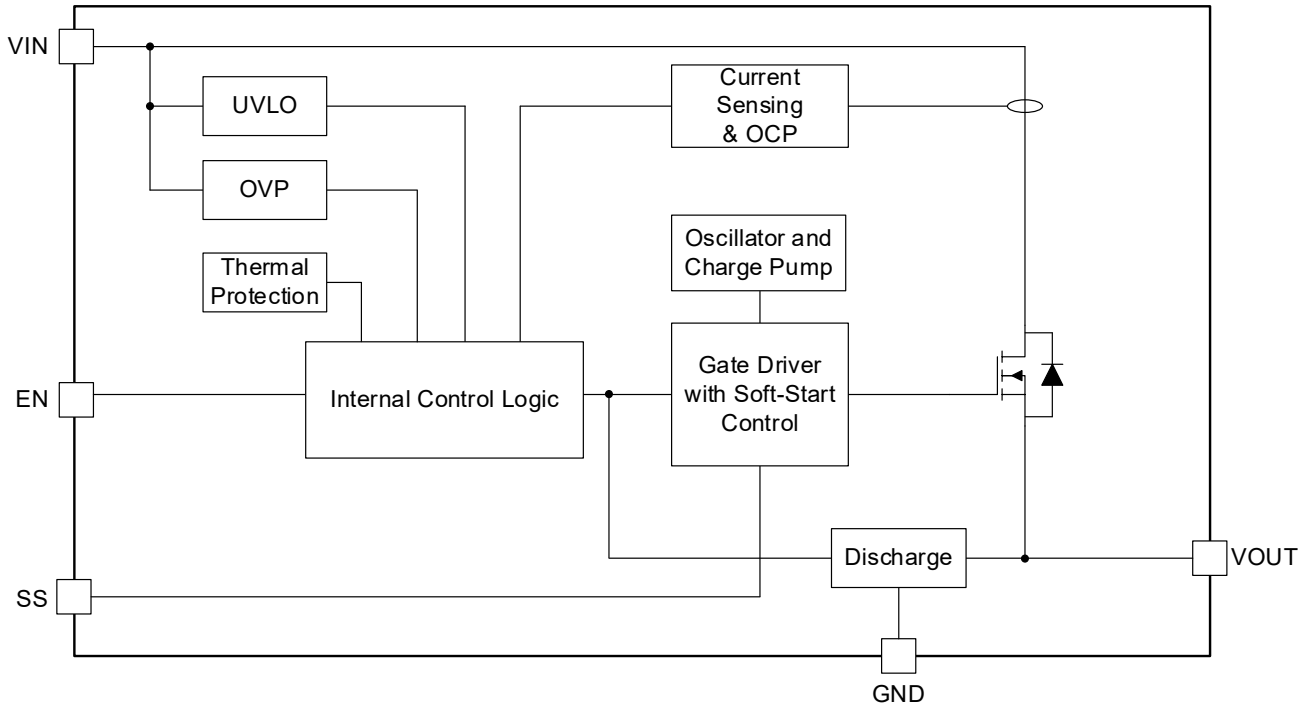 VIN
UVLO
Current
Sensing
& OCP
OVP
Oscillator and
Charge Pump
Thermal
Protection
Gate Driver
with Soft-Start
Control
EN
Internal Control Logic
Discharge
VOUT
SS
GND